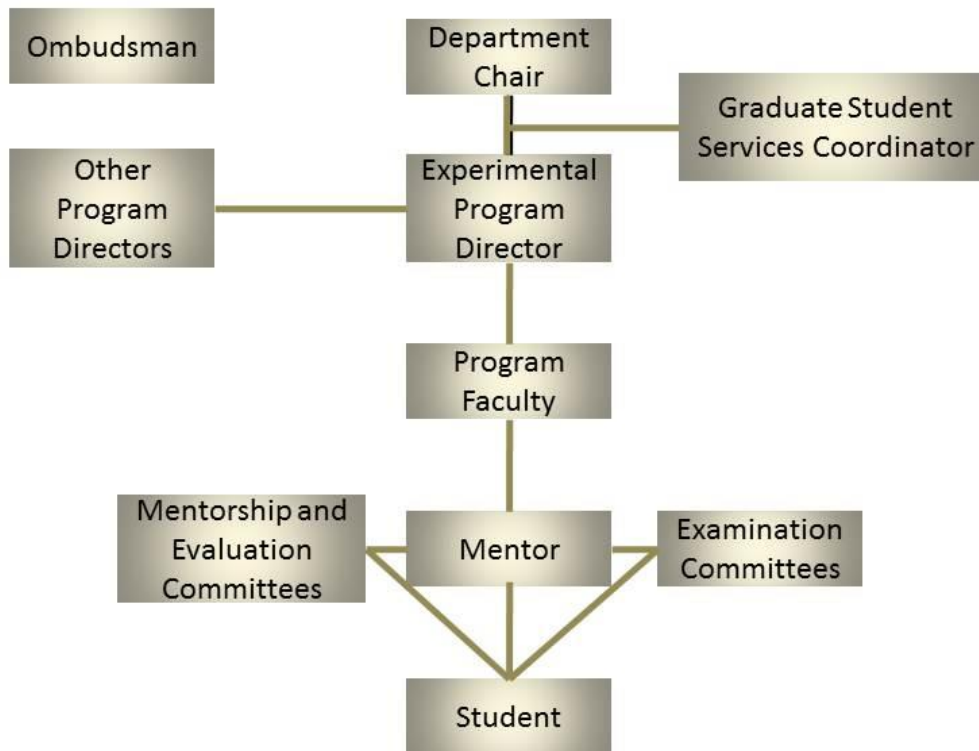 Ombudsman
Department
Chair
Graduate Student
Services Coordinator
Other
Program
Directors
Experimental
Program
Director
Program
Faculty
Mentorship and
Evaluation
Committees
Mentor
Examination
Committees
Student